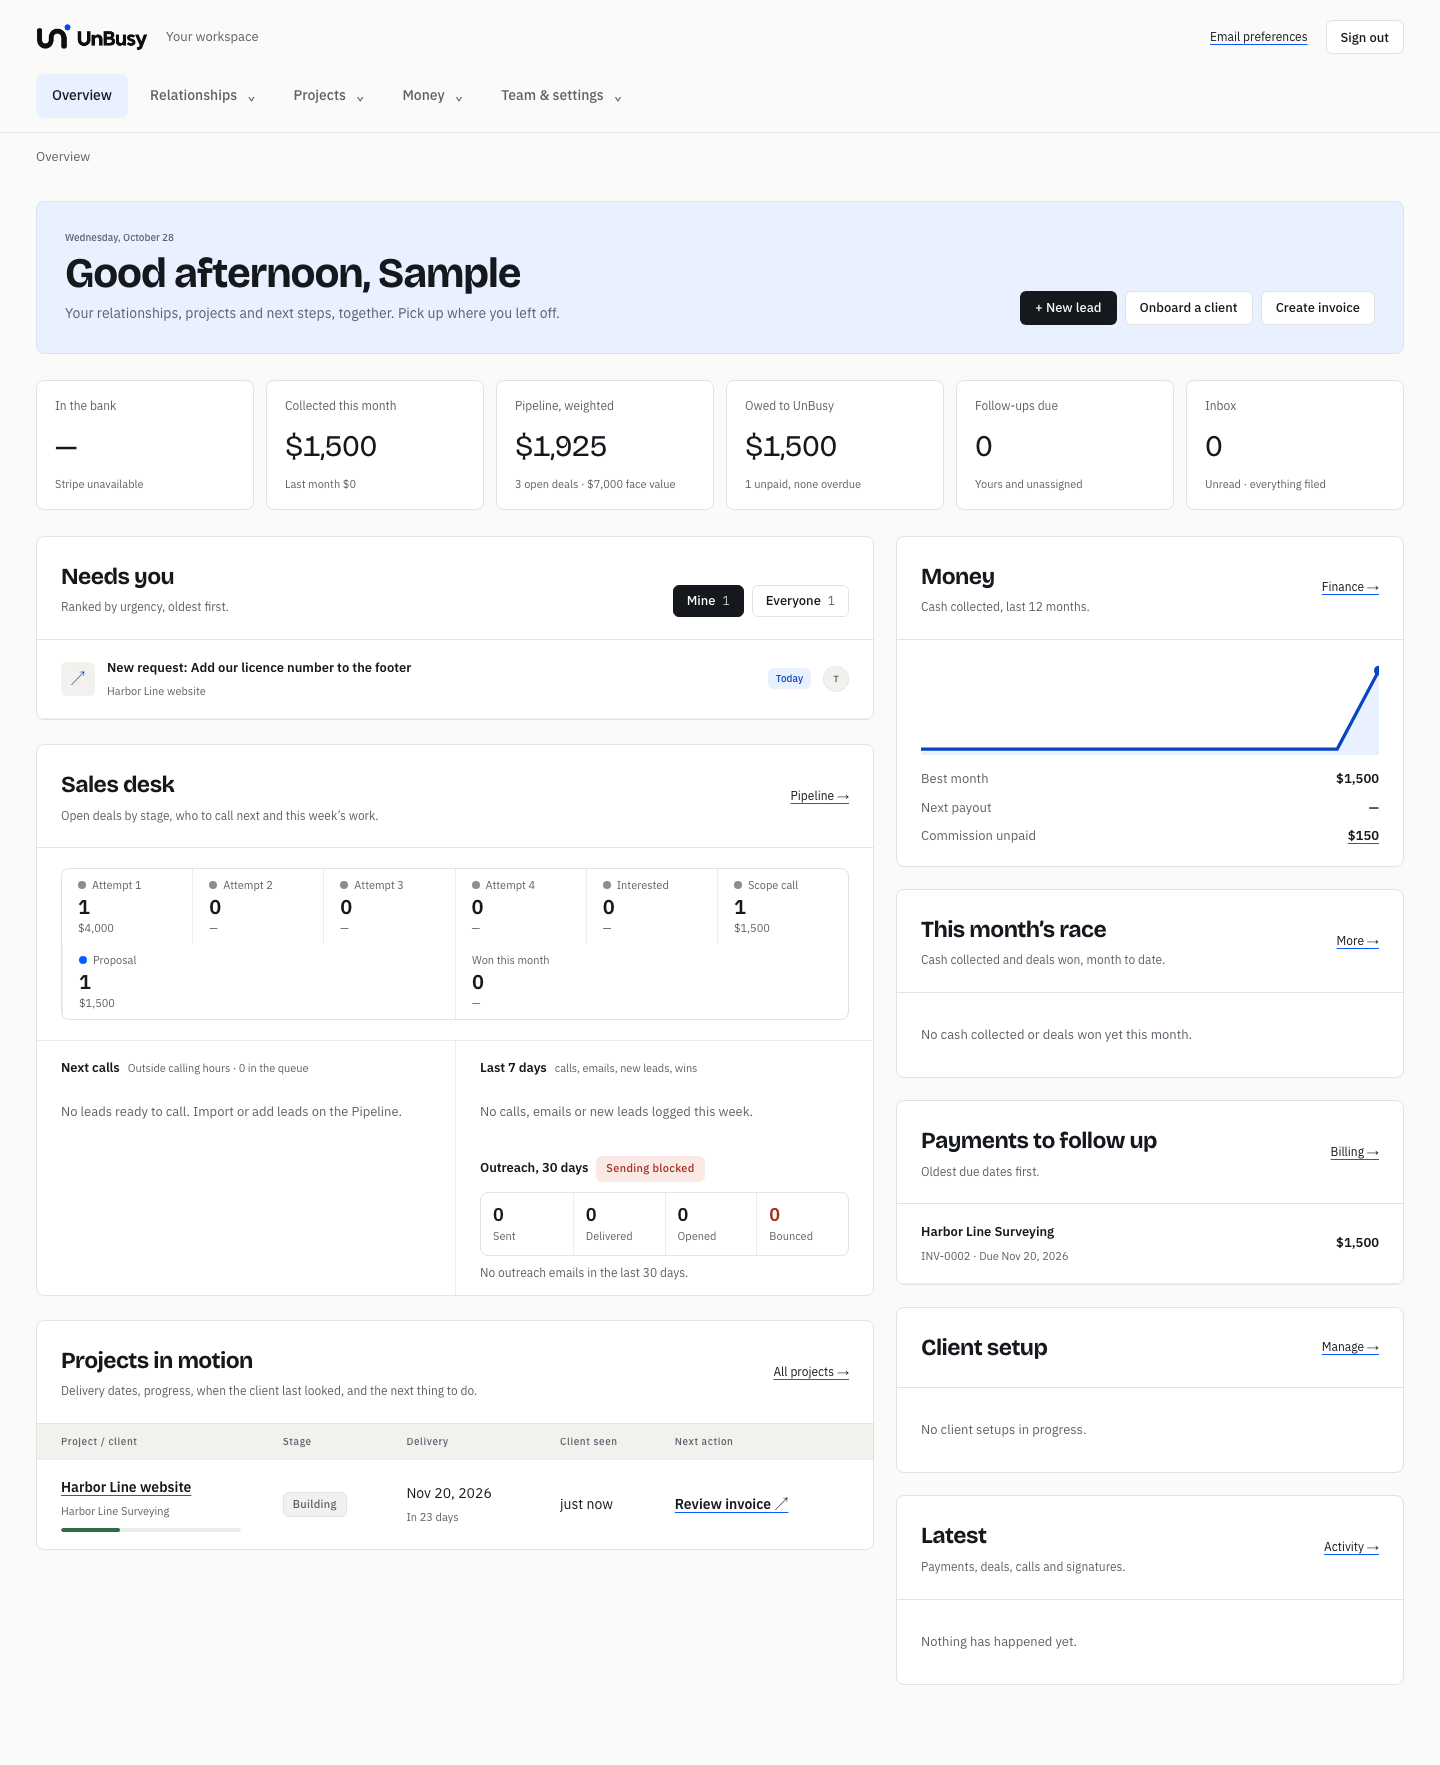 UnBusy
Your workspace
Email preferences
Sign out
Overview
Relationships
Projects
Money
Team & settings
Overview
Wednesday, October 28
Good afternoon, Sample
Your relationships, projects and next steps, together. Pick up where you left off.
+ New lead
Onboard a client
Create invoice
In the bank
—
Stripe unavailable
Collected this month
$1,500
Last month $0
Pipeline, weighted
$1,925
3 open deals · $7,000 face value
Owed to UnBusy
$1,500
1 unpaid, none overdue
Follow-ups due
0
Yours and unassigned
Inbox
0
Unread · everything filed
Needs you
Ranked by urgency, oldest first.
Mine 1
Everyone 1
New request: Add our licence number to the footer
Harbor Line website
Today
T
Sales desk
Open deals by stage, who to call next and this week’s work.
Pipeline →
Attempt 1
1
$4,000
Attempt 2
0
—
Attempt 3
0
—
Attempt 4
0
—
Interested
0
—
Scope call
1
$1,500
Proposal
1
$1,500
Won this month
0
—
Next calls
Outside calling hours · 0 in the queue
No leads ready to call. Import or add leads on the Pipeline.
Last 7 days
calls, emails, new leads, wins
No calls, emails or new leads logged this week.
Outreach, 30 days
Sending blocked
0
Sent
0
Delivered
0
Opened
0
Bounced
No outreach emails in the last 30 days.
Projects in motion
Delivery dates, progress, when the client last looked, and the next thing to do.
All projects →
Project / client
Stage
Delivery
Client seen
Next action
Harbor Line website
Harbor Line Surveying
Building
Nov 20, 2026
In 23 days
just now
Review invoice ↗
Money
Cash collected, last 12 months.
Finance →
Best month
$1,500
Next payout
—
Commission unpaid
$150
This month’s race
Cash collected and deals won, month to date.
More →
No cash collected or deals won yet this month.
Payments to follow up
Oldest due dates first.
Billing →
Harbor Line Surveying
INV-0002 · Due Nov 20, 2026
$1,500
Client setup
Manage →
No client setups in progress.
Latest
Payments, deals, calls and signatures.
Activity →
Nothing has happened yet.